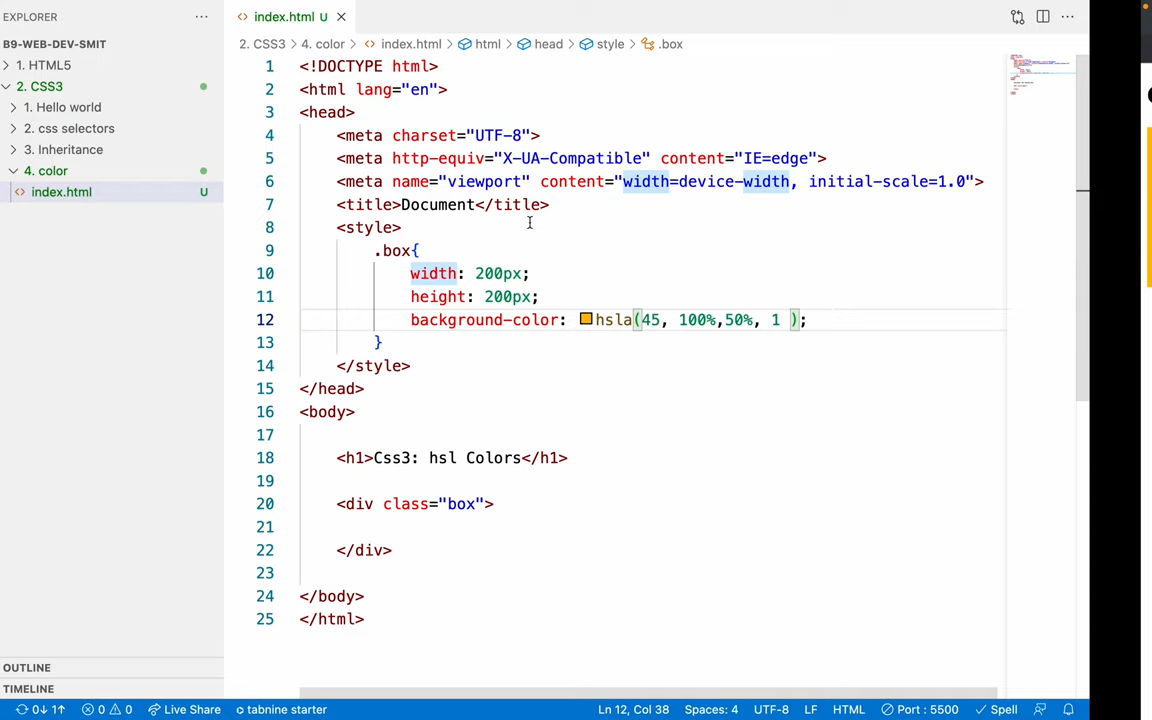 EXPLORER ···
index.html U
B9-WEB-DEV-SMIT
1. HTML5
2. CSS3
1. Hello world
2. css selectors
3. Inheritance
4. color
index.html U
OUTLINE
TIMELINE
2. CSS3 > 4. color > index.html > html > head > style > .box
1 <!DOCTYPE html>
2 <html lang="en">
3 <head>
4 <meta charset="UTF-8">
5 <meta http-equiv="X-UA-Compatible" content="IE=edge">
6 <meta name="viewport" content="width=device-width, initial-scale=1.0">
7 <title>Document</title>
8 <style>
9 .box{
10 width: 200px;
11 height: 200px;
12 background-color: hsla(45, 100%,50%, 1 );
13 }
14 </style>
15 </head>
16 <body>
17
18 <h1>Css3: hsl Colors</h1>
19
20 <div class="box">
21
22 </div>
23
24 </body>
25 </html>
0↓ 1↑ 0 0 Live Share tabnine starter Ln 12, Col 38 Spaces: 4 UTF-8 LF HTML Port : 5500 Spell